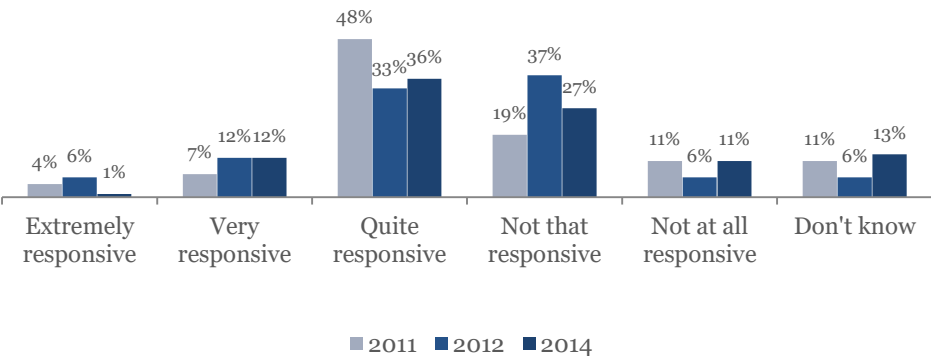 48%
33% 36%
37%
27%
19%
4% 6% 1%
7% 12% 12%
11% 6% 11%
11% 6% 13%
Extremely responsive
Very responsive
Quite responsive
Not that responsive
Not at all responsive
Don't know
2011 2012 2014